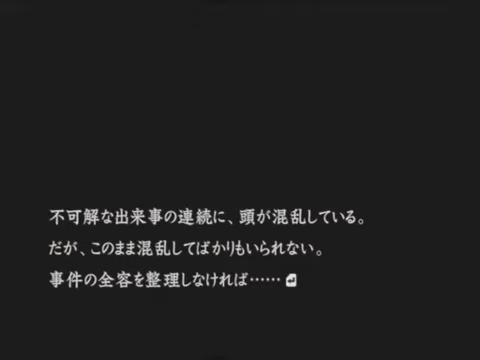 不可解な出来事の連続に、頭が混乱している。
だが、このまま混乱してばかりもいられない。
事件の全容を整理しなければ……